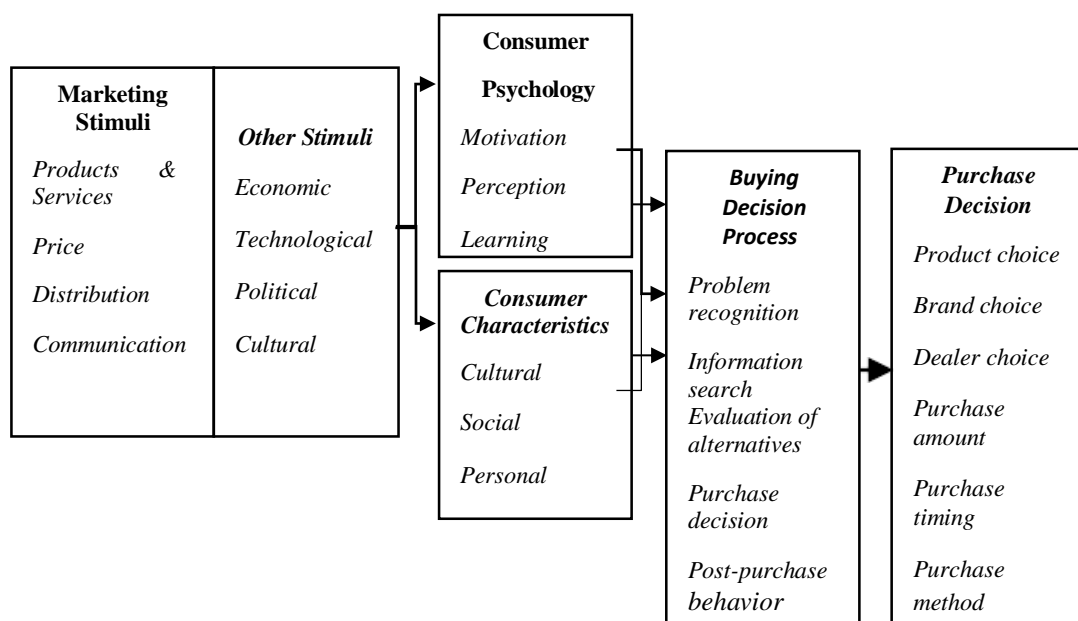 Marketing
Stimuli
Products &
Services
Price
Distribution
Communication
Other Stimuli
Economic
Technological
Political
Cultural
Consumer
Psychology
Motivation
Perception
Learning
Consumer
Characteristics
Cultural
Social
Personal
Buying
Decision
Process
Problem
recognition
Information
search
Evaluation of
alternatives
Purchase
decision
Post-purchase
behavior
Purchase
Decision
Product choice
Brand choice
Dealer choice
Purchase
amount
Purchase
timing
Purchase
method